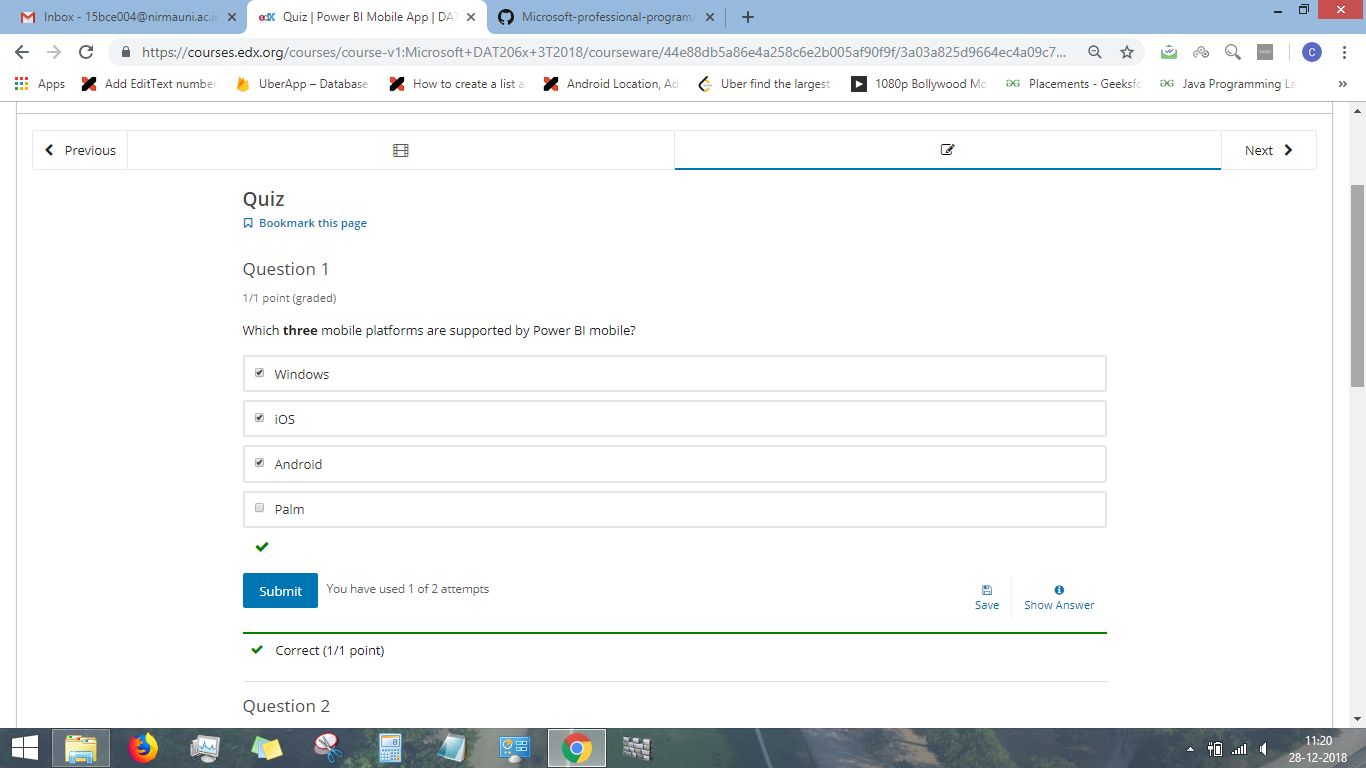 Inbox - 15bce004@nirmauni.ac.in
edX Quiz | Power BI Mobile App | DAT
Microsoft-professional-program/
https://courses.edx.org/courses/course-v1:Microsoft+DAT206x+3T2018/courseware/44e88db5a86e4a258c6e2b005af90f9f/3a03a825d9664ec4a09c7...
C
Apps
Add EditText number
UberApp – Database
How to create a list a
Android Location, Ad
Uber find the largest
1080p Bollywood Mo
Placements - Geeksfo
Java Programming La
»
Previous
Next
Quiz
Bookmark this page
Question 1
1/1 point (graded)
Which three mobile platforms are supported by Power BI mobile?
Windows
iOS
Android
Palm
Submit
You have used 1 of 2 attempts
Save
Show Answer
Correct (1/1 point)
Question 2
11:20
28-12-2018